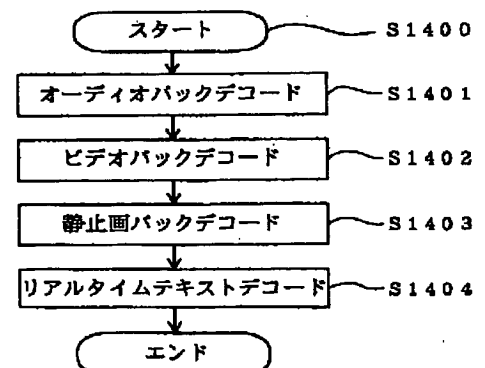 スタート S1400
オーディオパックデコード S1401
ビデオパックデコード S1402
静止画パックデコード S1403
リアルタイムテキストデコード S1404
エンド